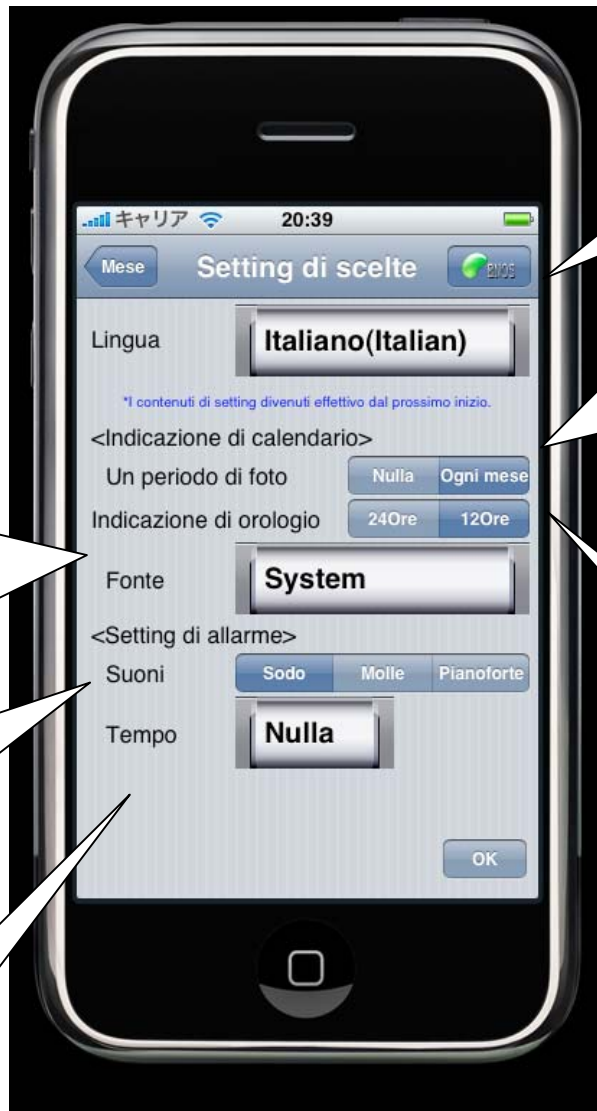 キャリア 20:39
Mese Setting di scelte BNOS
Lingua Italiano(Italian)
*I contenuti di setting divenuti effettivo dal prossimo inizio.
<Indicazione di calendario>
Un periodo di foto Nulla Ogni mese
Indicazione di orologio 24Ore 12Ore
Fonte System
<Setting di allarme>
Suoni Sodo Molle Pianoforte
Tempo Nulla
OK